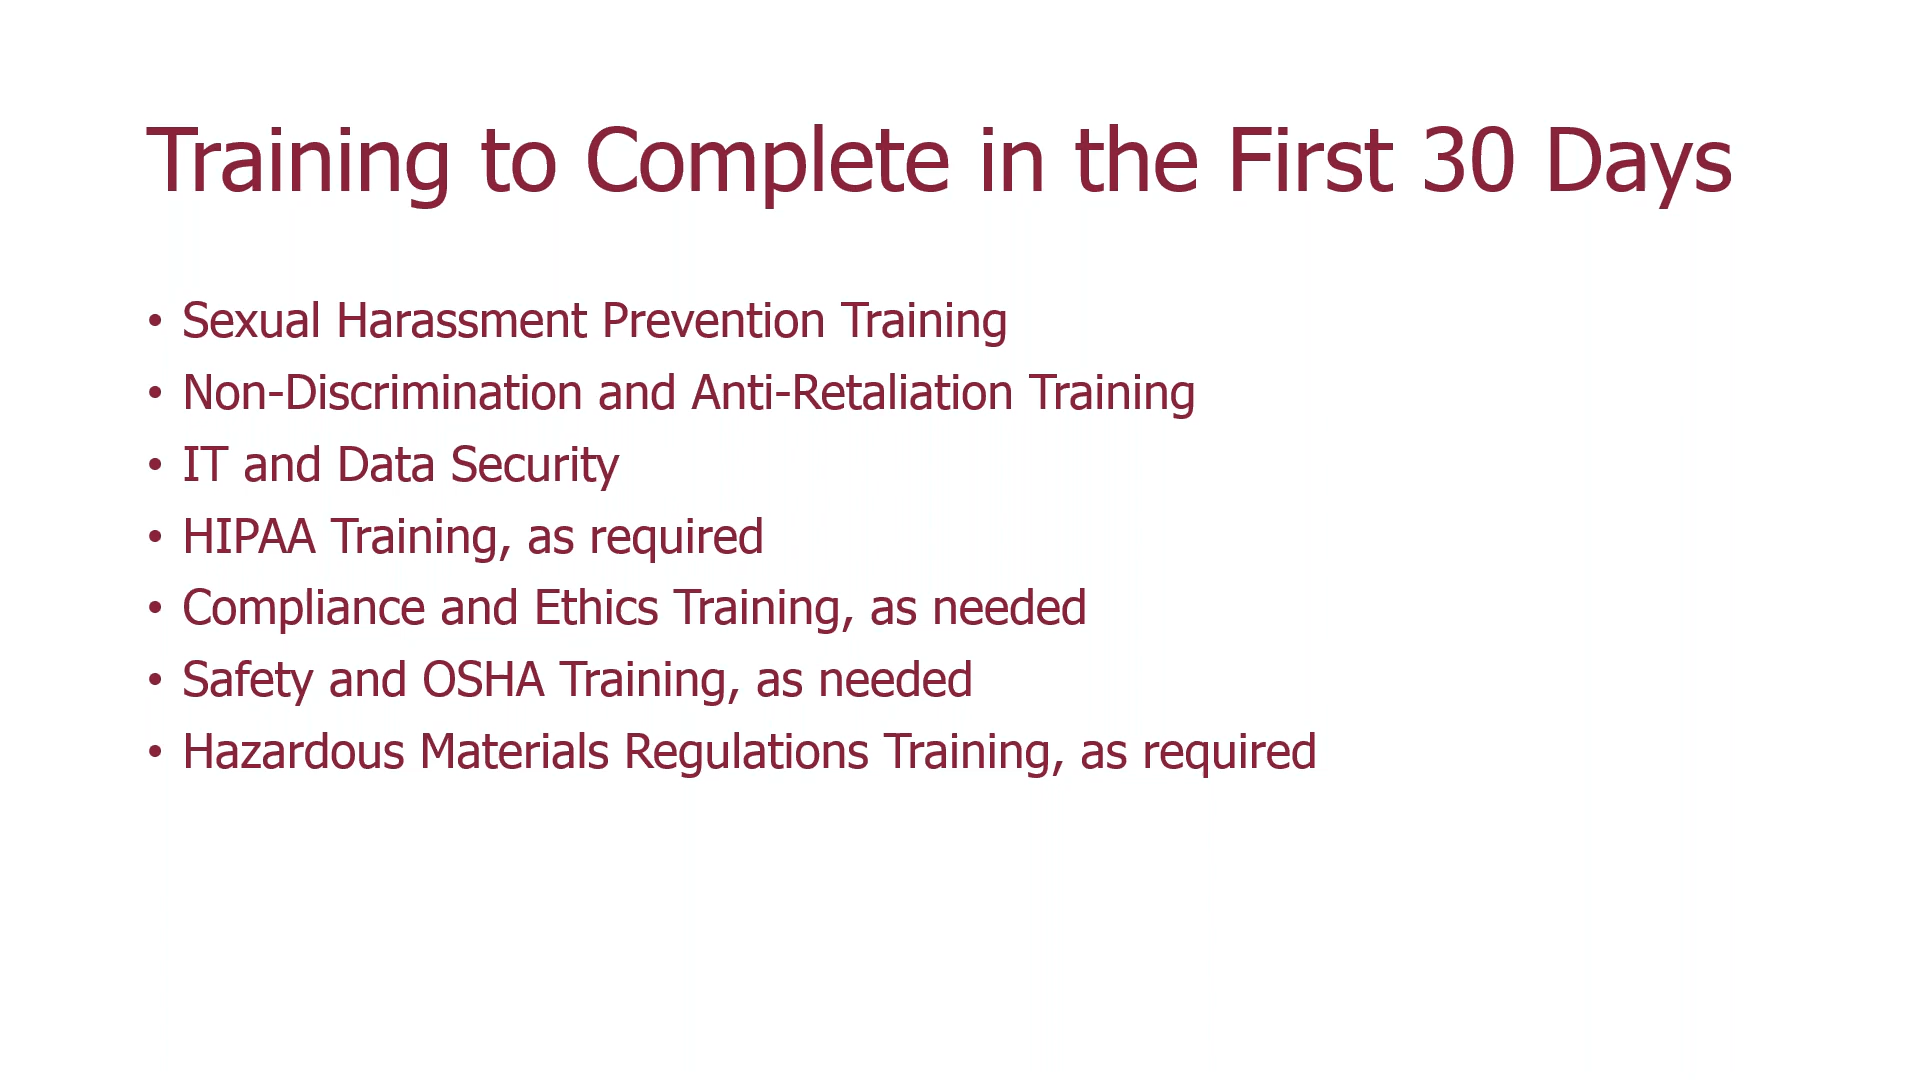 Training to Complete in the First 30 Days
• Sexual Harassment Prevention Training
• Non-Discrimination and Anti-Retaliation Training
• IT and Data Security
• HIPAA Training, as required
• Compliance and Ethics Training, as needed
• Safety and OSHA Training, as needed
• Hazardous Materials Regulations Training, as required